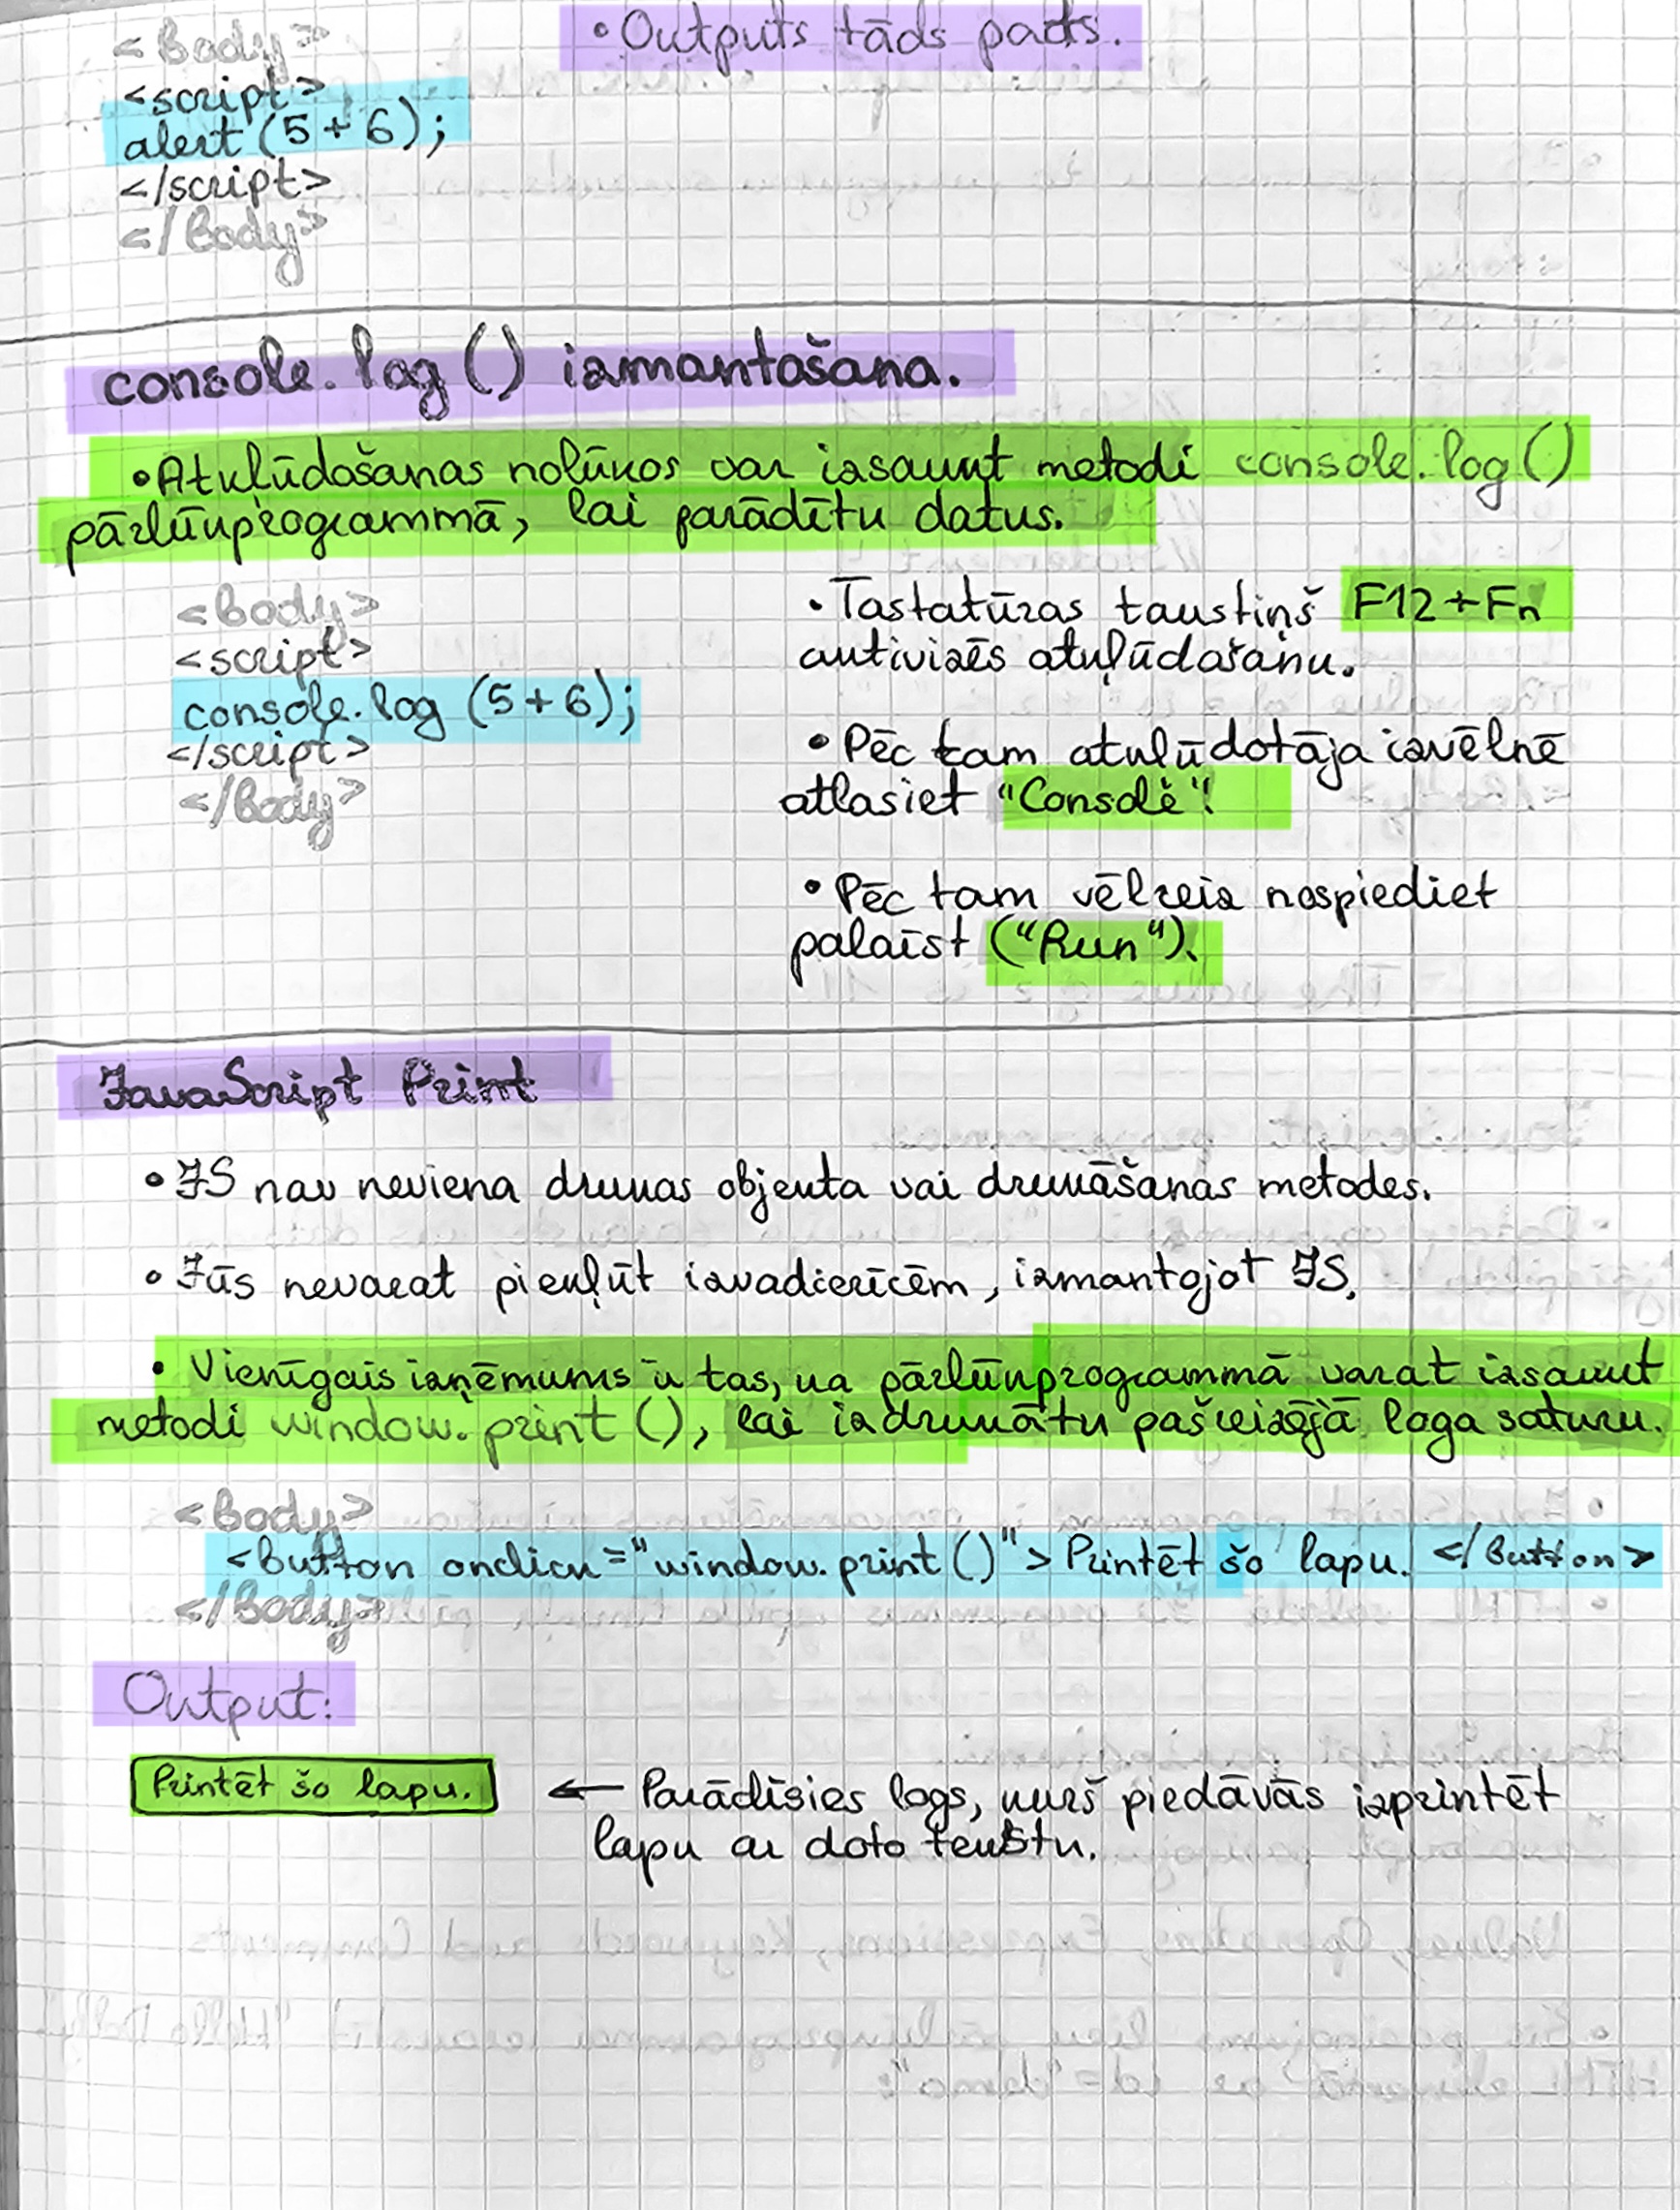 <Body>
<script>
alert (5 + 6);
</script>
</Body>
• Outputs tāds pats.
console.log () izmantošana.
• Atkļūdošanas nolūkos var izsaukt metodi console.log ()
pārlūkprogrammā, lai parādītu datus.
<Body>
<script>
console.log (5 + 6);
</script>
</Body>
• Tastatūras taustiņš F12 + Fn
aktivizēs atkļūdošanu.
• Pēc tam atkļūdotāja izvēlnē
atlasiet "Console".
• Pēc tam vēlreiz nospiediet
palaist ("Run").
JavaScript Print
• JS nav neviena drukas objekta vai drukāšanas metodes.
• Jūs nevarat piekļūt izvadierīcēm, izmantojot JS.
• Vienīgais izņēmums ir tas, ka pārlūkprogrammā varat izsaukt
metodi window.print (), lai izdrukātu pašreizējā loga saturu.
<Body>
<button onclick="window.print ()"> Printēt šo lapu. </Button>
</Body>
Output:
Printēt šo lapu.
← Parādīsies logs, kurš piedāvās izprintēt
lapu ar doto tekstu.